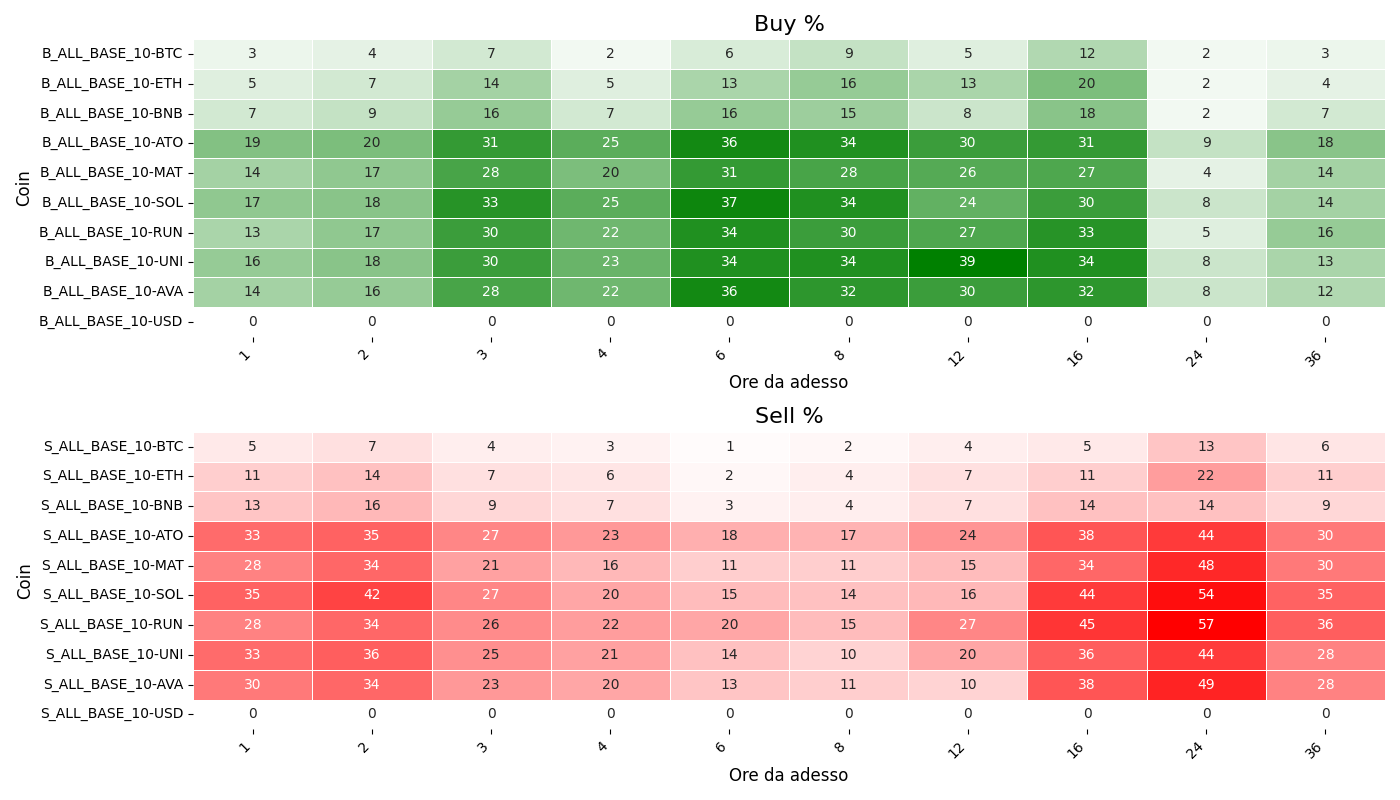 Buy %
Coin
B_ALL_BASE_10-BTC 3 4 7 2 6 9 5 12 2 3
B_ALL_BASE_10-ETH 5 7 14 5 13 16 13 20 2 4
B_ALL_BASE_10-BNB 7 9 16 7 16 15 8 18 2 7
B_ALL_BASE_10-ATO 19 20 31 25 36 34 30 31 9 18
B_ALL_BASE_10-MAT 14 17 28 20 31 28 26 27 4 14
B_ALL_BASE_10-SOL 17 18 33 25 37 34 24 30 8 14
B_ALL_BASE_10-RUN 13 17 30 22 34 30 27 33 5 16
B_ALL_BASE_10-UNI 16 18 30 23 34 34 39 34 8 13
B_ALL_BASE_10-AVA 14 16 28 22 36 32 30 32 8 12
B_ALL_BASE_10-USD 0 0 0 0 0 0 0 0 0 0
1 2 3 4 6 8 12 16 24 36
Ore da adesso
Sell %
Coin
S_ALL_BASE_10-BTC 5 7 4 3 1 2 4 5 13 6
S_ALL_BASE_10-ETH 11 14 7 6 2 4 7 11 22 11
S_ALL_BASE_10-BNB 13 16 9 7 3 4 7 14 14 9
S_ALL_BASE_10-ATO 33 35 27 23 18 17 24 38 44 30
S_ALL_BASE_10-MAT 28 34 21 16 11 11 15 34 48 30
S_ALL_BASE_10-SOL 35 42 27 20 15 14 16 44 54 35
S_ALL_BASE_10-RUN 28 34 26 22 20 15 27 45 57 36
S_ALL_BASE_10-UNI 33 36 25 21 14 10 20 36 44 28
S_ALL_BASE_10-AVA 30 34 23 20 13 11 10 38 49 28
S_ALL_BASE_10-USD 0 0 0 0 0 0 0 0 0 0
1 2 3 4 6 8 12 16 24 36
Ore da adesso